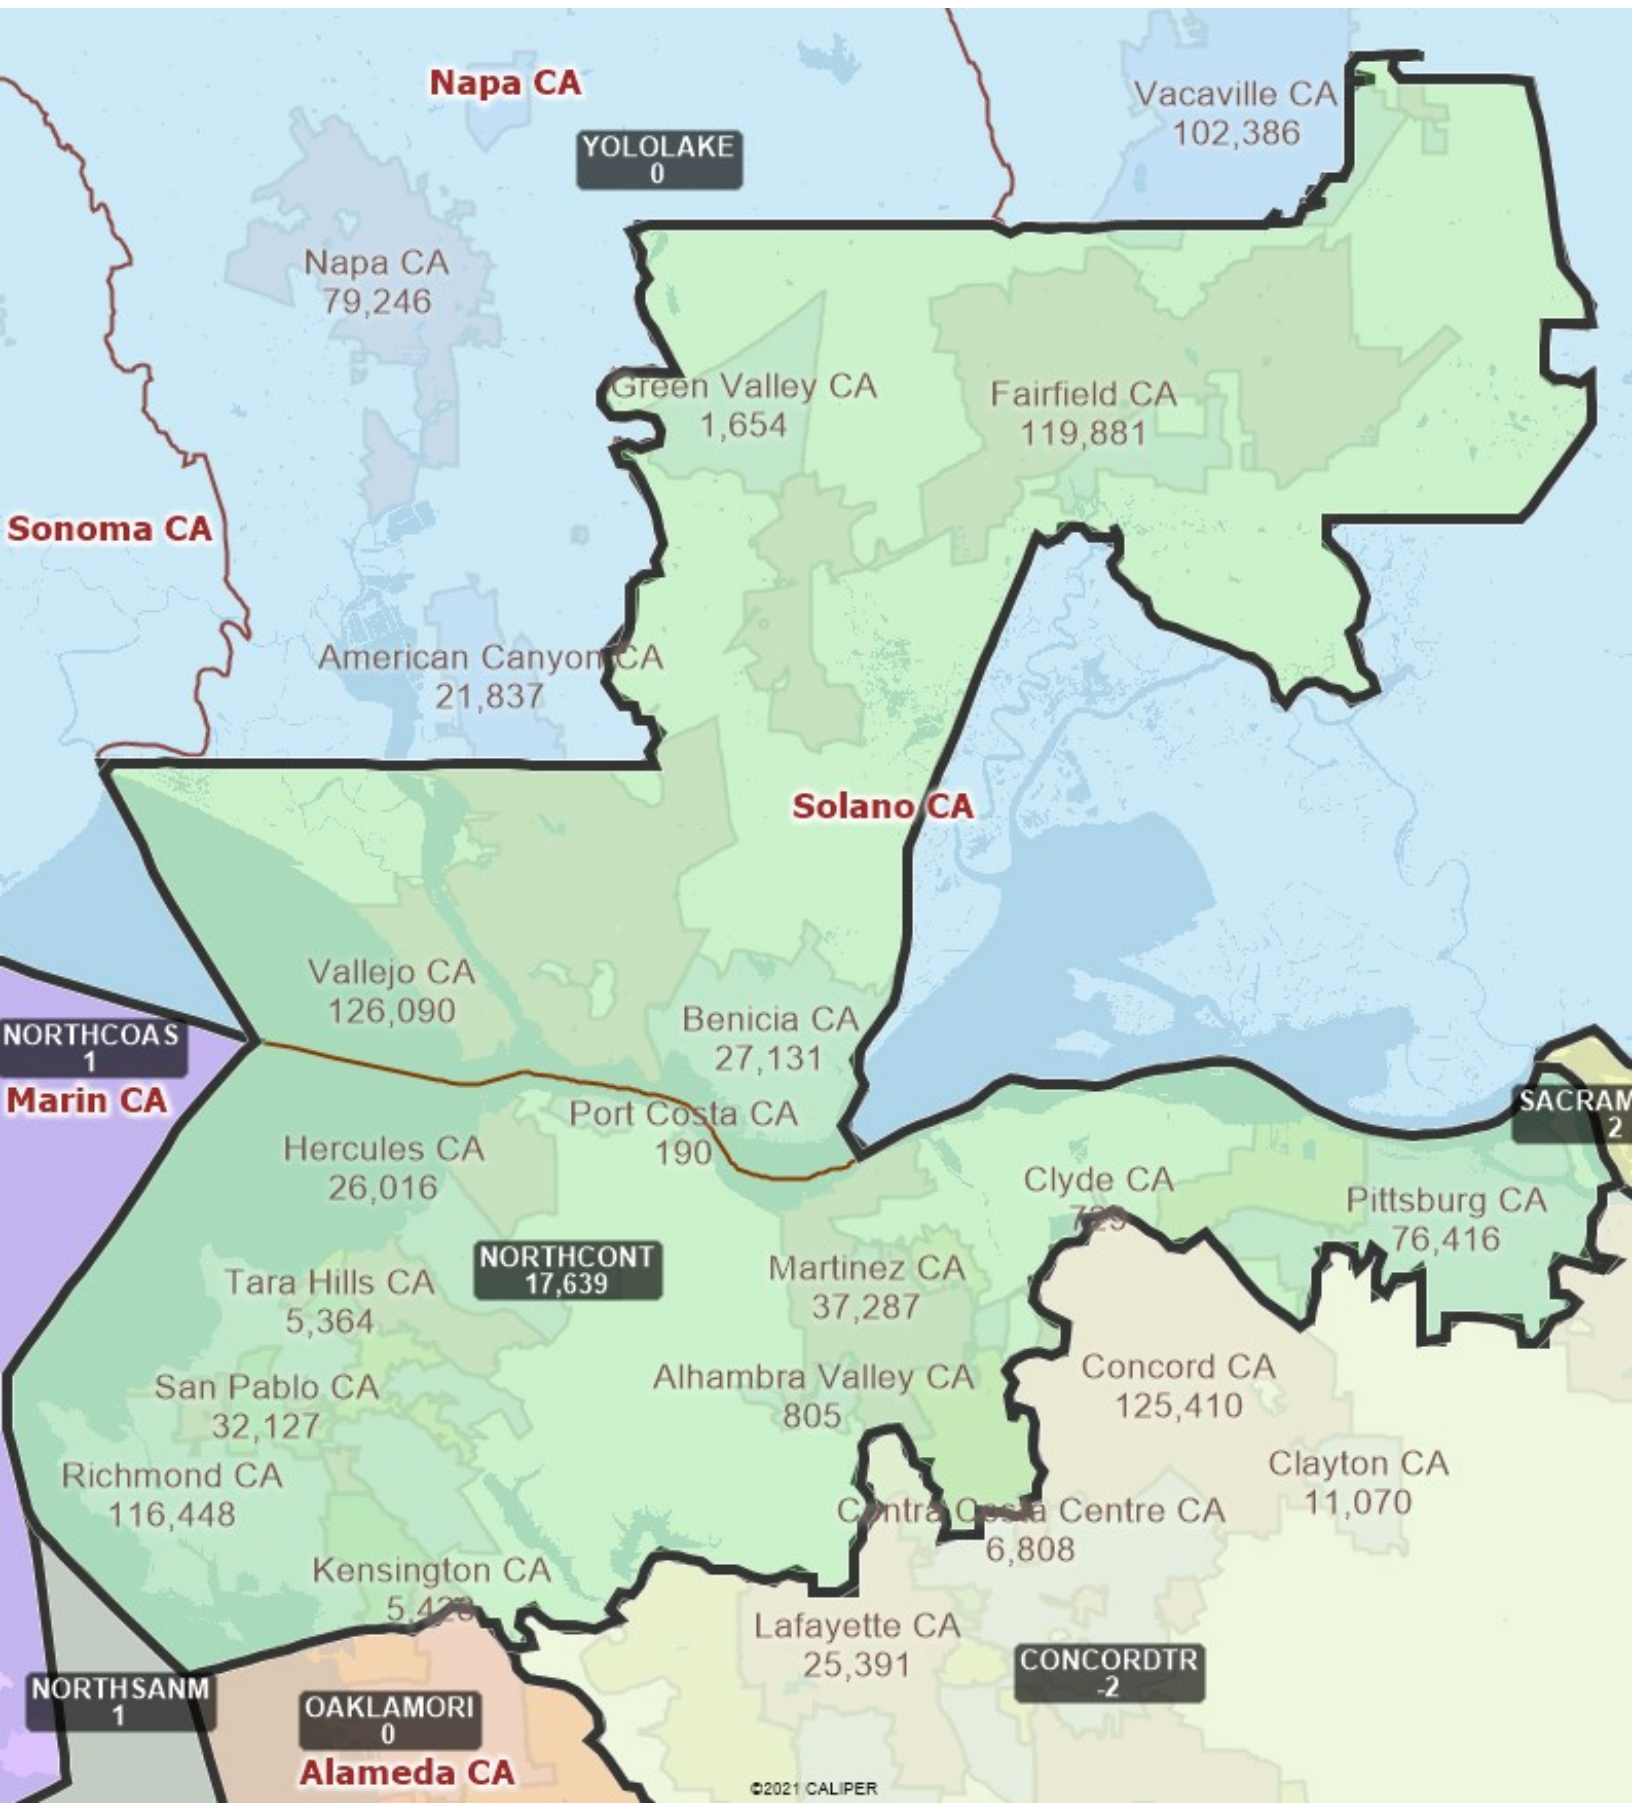 Napa CA
Vacaville CA
102,386
YOLOLAKE
0
Napa CA
79,246
Green Valley CA
1,654
Fairfield CA
119,881
Sonoma CA
American Canyon CA
21,837
Solano CA
Vallejo CA
126,090
Benicia CA
27,131
NORTHCOAS
1
Marin CA
Port Costa CA
190
SACRAM
2
Hercules CA
26,016
Clyde CA
729
Pittsburg CA
76,416
NORTHCONT
17,639
Tara Hills CA
5,364
Martinez CA
37,287
San Pablo CA
32,127
Alhambra Valley CA
805
Concord CA
125,410
Richmond CA
116,448
Clayton CA
11,070
Contra Costa Centre CA
6,808
Kensington CA
5,428
Lafayette CA
25,391
CONCORDTR
-2
NORTHSANM
1
OAKLAMORI
0
Alameda CA
©2021 CALIPER